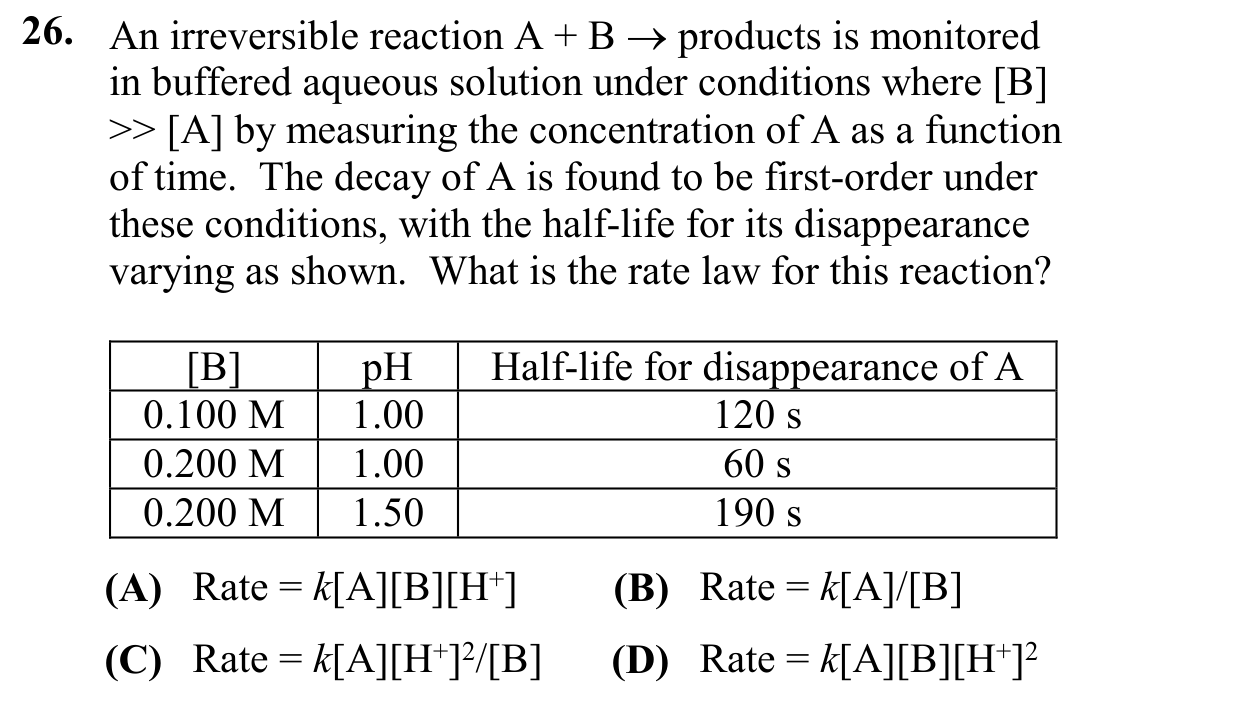 26. An irreversible reaction A + B → products is monitored
in buffered aqueous solution under conditions where [B]
>> [A] by measuring the concentration of A as a function
of time. The decay of A is found to be first-order under
these conditions, with the half-life for its disappearance
varying as shown. What is the rate law for this reaction?
[B] pH Half-life for disappearance of A
0.100 M 1.00 120 s
0.200 M 1.00 60 s
0.200 M 1.50 190 s
(A) Rate = k[A][B][H⁺] (B) Rate = k[A]/[B]
(C) Rate = k[A][H⁺]²/[B] (D) Rate = k[A][B][H⁺]²